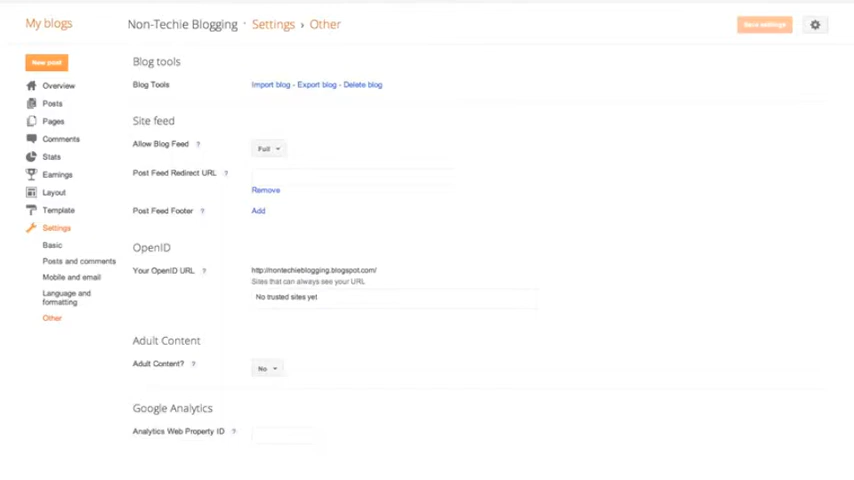 My blogs
Non-Techie Blogging · Settings › Other
Save settings
New post
Overview
Posts
Pages
Comments
Stats
Earnings
Layout
Template
Settings
Basic
Posts and comments
Mobile and email
Language and
formatting
Other
Blog tools
Blog Tools
Import blog - Export blog - Delete blog
Site feed
Allow Blog Feed ?
Full
Post Feed Redirect URL ?
Remove
Post Feed Footer ?
Add
OpenID
Your OpenID URL ?
http://nontechieblogging.blogspot.com/
Sites that can always see your URL
No trusted sites yet
Adult Content
Adult Content? ?
No
Google Analytics
Analytics Web Property ID ?